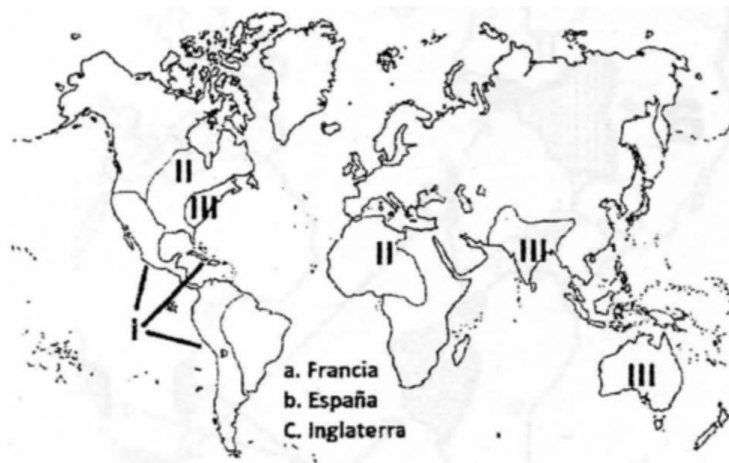 II
III
II
III
i
a. Francia
b. España
C. Inglaterra
III